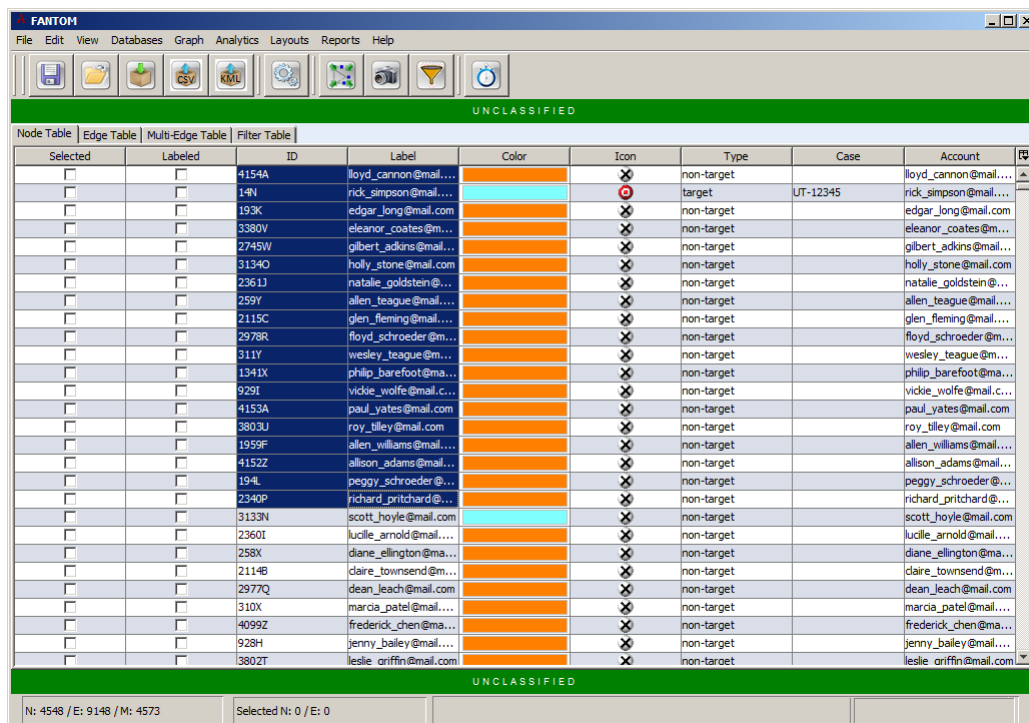 FANTOM
File Edit View Databases Graph Analytics Layouts Reports Help
CSV KML
UNCLASSIFIED
Node Table Edge Table Multi-Edge Table Filter Table
Selected Labeled ID Label Color Icon Type Case Account
4154A lloyd_cannon@mail.... non-target lloyd_cannon@mail....
14N rick_simpson@mail.... target UT-12345 rick_simpson@mail....
193K edgar_long@mail.com non-target edgar_long@mail.com
3380V eleanor_coates@m... non-target eleanor_coates@m...
2745W gilbert_adkins@mail... non-target gilbert_adkins@mail...
3134O holly_stone@mail.com non-target holly_stone@mail.com
2361J natalie_goldstein@... non-target natalie_goldstein@...
259Y allen_teague@mail.... non-target allen_teague@mail....
2115C glen_fleming@mail.... non-target glen_fleming@mail....
2978R floyd_schroeder@m... non-target floyd_schroeder@m...
311Y wesley_teague@m... non-target wesley_teague@m...
1341X philip_barefoot@ma... non-target philip_barefoot@ma...
929I vickie_wolfe@mail.c... non-target vickie_wolfe@mail.c...
4153A paul_yates@mail.com non-target paul_yates@mail.com
3803U roy_tilley@mail.com non-target roy_tilley@mail.com
1959F allen_williams@mail.... non-target allen_williams@mail....
4152Z allison_adams@mail... non-target allison_adams@mail...
194L peggy_schroeder@... non-target peggy_schroeder@...
2340P richard_pritchard@... non-target richard_pritchard@...
3133N scott_hoyle@mail.com non-target scott_hoyle@mail.com
2360I lucille_arnold@mail.... non-target lucille_arnold@mail....
258X diane_ellington@ma... non-target diane_ellington@ma...
2114B claire_townsend@m... non-target claire_townsend@m...
2977Q dean_leach@mail.com non-target dean_leach@mail.com
310X marcia_patel@mail.... non-target marcia_patel@mail....
4099Z frederick_chen@ma... non-target frederick_chen@ma...
928H jenny_bailey@mail.... non-target jenny_bailey@mail....
3802T leslie_griffin@mail.com non-target leslie_griffin@mail.com
UNCLASSIFIED
N: 4548 / E: 9148 / M: 4573 Selected N: 0 / E: 0